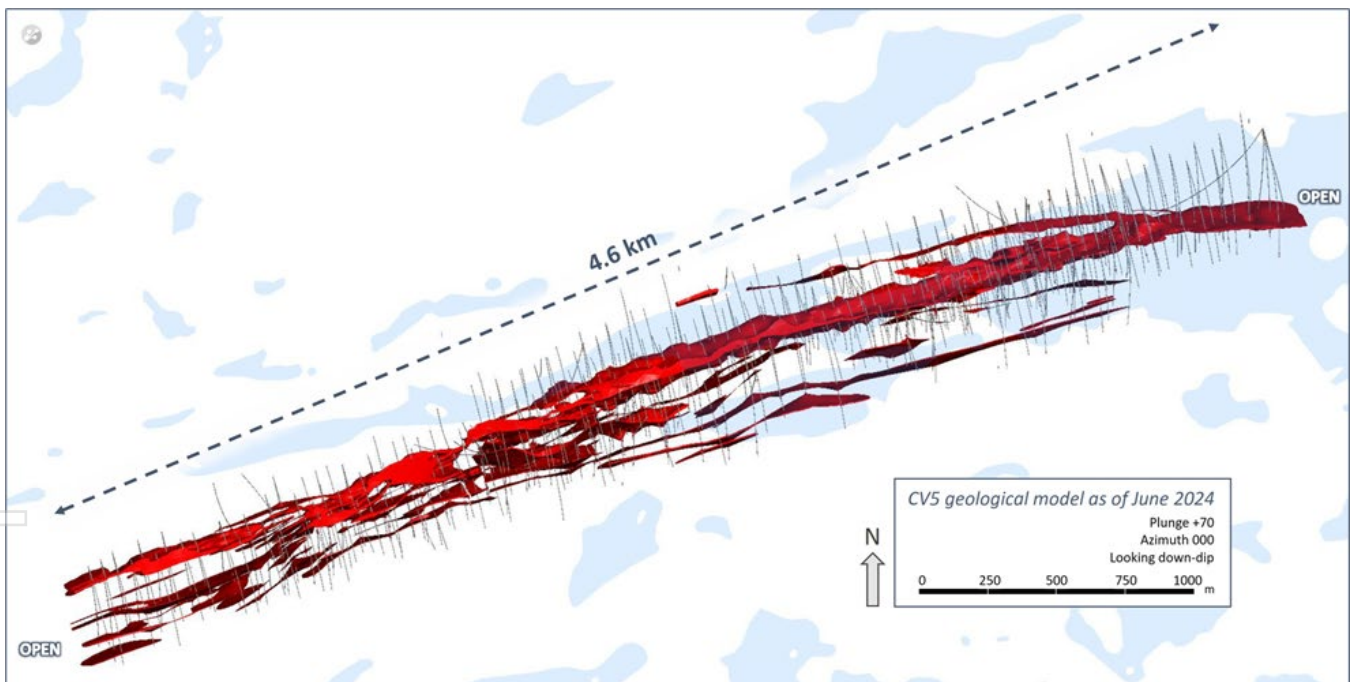 4.6 km
OPEN
CV5 geological model as of June 2024
Plunge +70
Azimuth 000
Looking down-dip
N
0 250 500 750 1000 m
OPEN